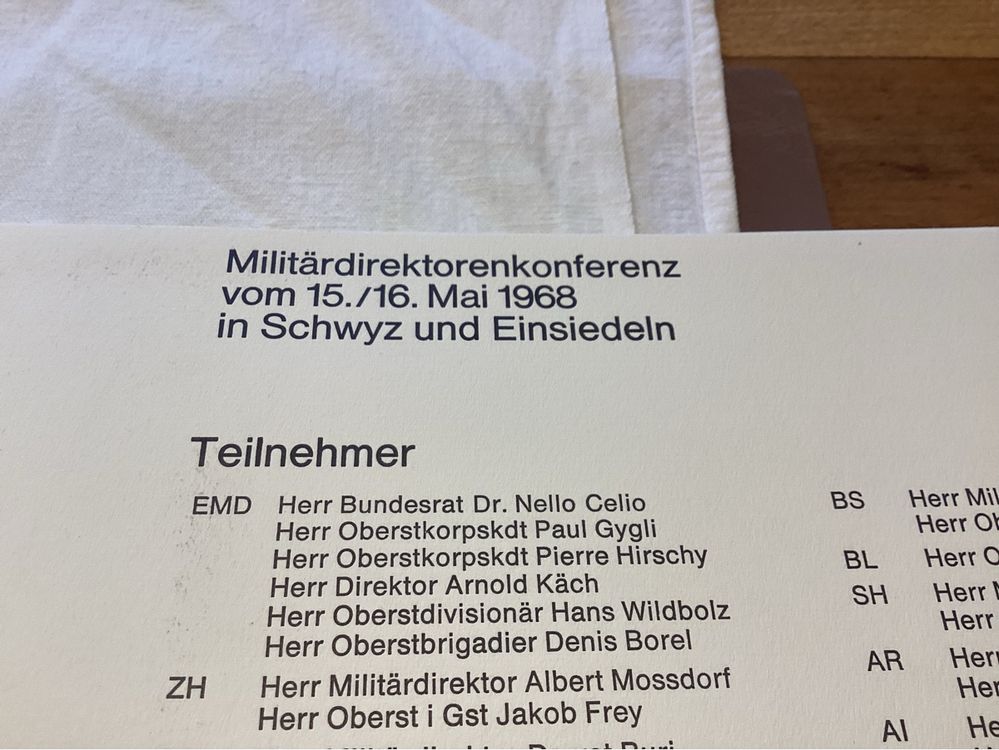 Militärdirektorenkonferenz
vom 15./16. Mai 1968
in Schwyz und Einsiedeln
Teilnehmer
EMD Herr Bundesrat Dr. Nello Celio
Herr Oberstkorpskdt Paul Gygli
Herr Oberstkorpskdt Pierre Hirschy
Herr Direktor Arnold Käch
Herr Oberstdivisionär Hans Wildbolz
Herr Oberstbrigadier Denis Borel
ZH Herr Militärdirektor Albert Mossdorf
Herr Oberst i Gst Jakob Frey
BS Herr
Herr
BL Herr
SH Herr
Herr
AR
AI